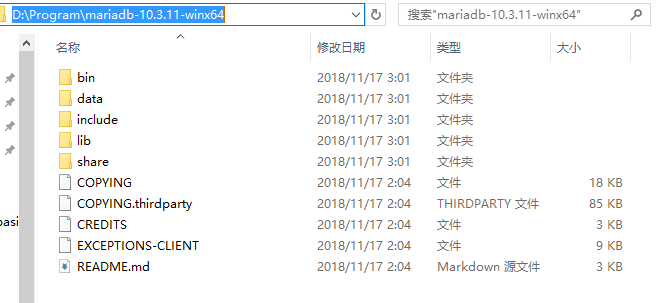 D:\Program\mariadb-10.3.11-winx64 搜索"mariadb-10.3.11-winx64"
名称 修改日期 类型 大小
bin 2018/11/17 3:01 文件夹
data 2018/11/17 3:01 文件夹
include 2018/11/17 3:01 文件夹
lib 2018/11/17 3:01 文件夹
share 2018/11/17 3:01 文件夹
COPYING 2018/11/17 2:04 文件 18 KB
COPYING.thirdparty 2018/11/17 2:04 THIRDPARTY 文件 85 KB
CREDITS 2018/11/17 2:04 文件 3 KB
EXCEPTIONS-CLIENT 2018/11/17 2:04 文件 9 KB
README.md 2018/11/17 2:04 Markdown 源文件 3 KB